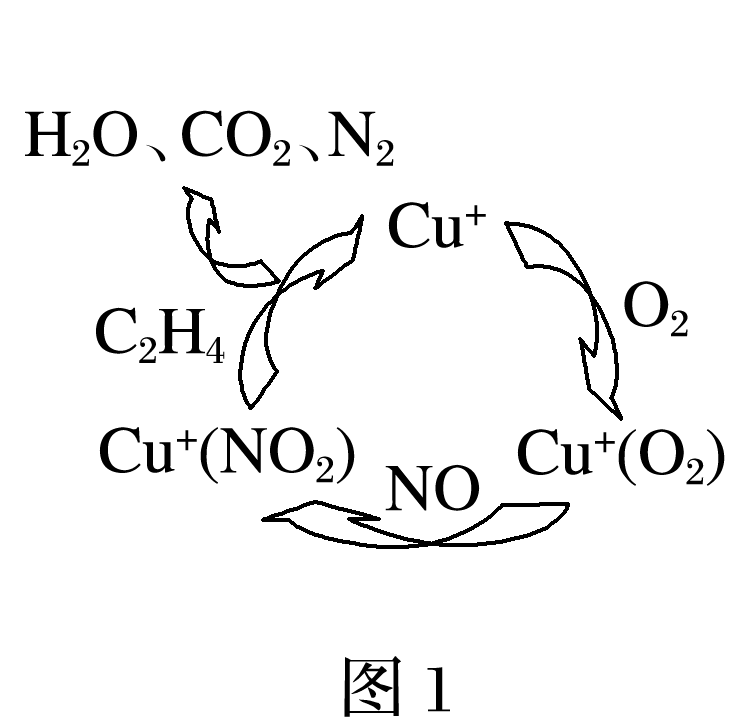 H₂O、CO₂、N₂
Cu⁺
O₂
C₂H₄
Cu⁺(NO₂)
NO
Cu⁺(O₂)
图 1